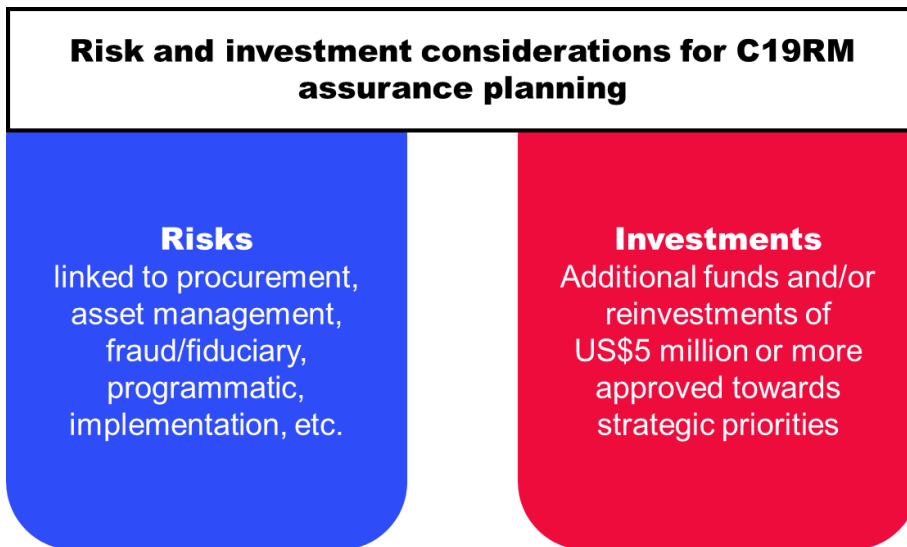 Risk and investment considerations for C19RM
assurance planning
Risks
linked to procurement,
asset management,
fraud/fiduciary,
programmatic,
implementation, etc.
Investments
Additional funds and/or
reinvestments of
US$5 million or more
approved towards
strategic priorities